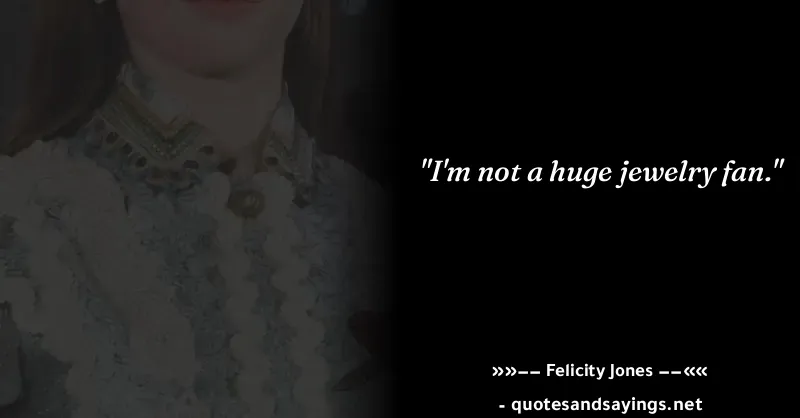 "I'm not a huge jewelry fan."
»»–– Felicity Jones ––««
- quotesandsayings.net